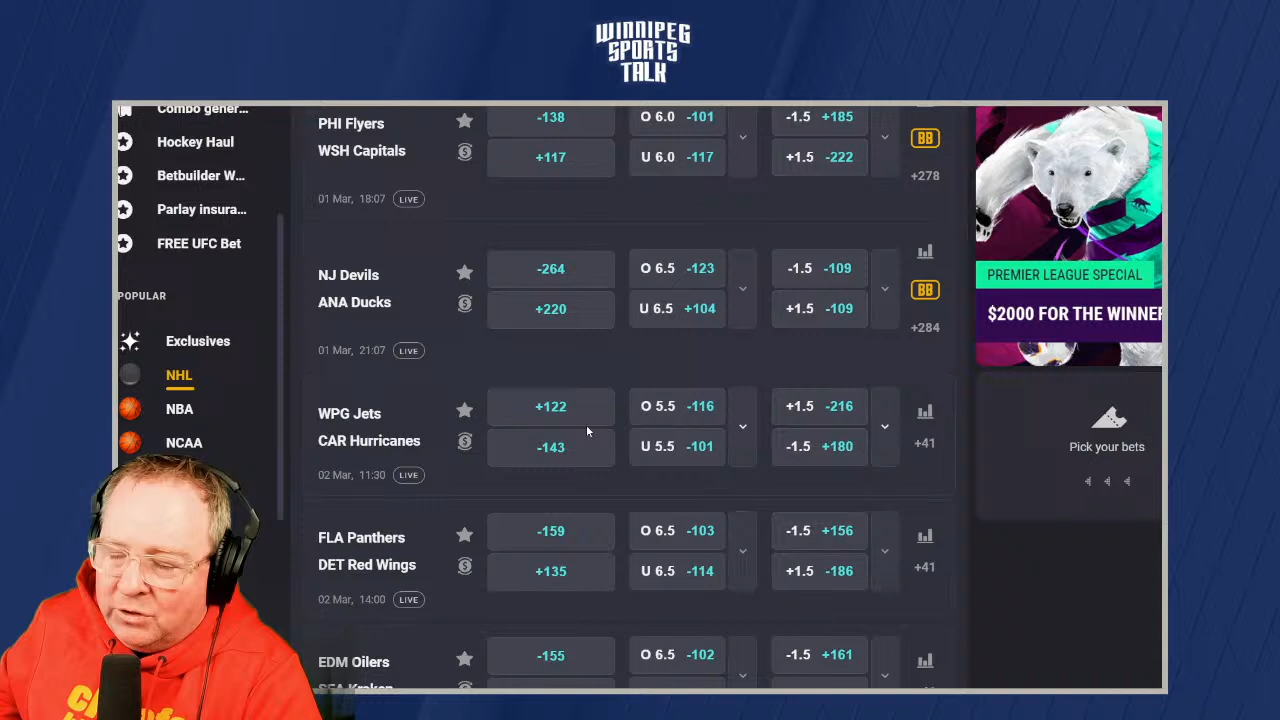 WINNIPEG
SPORTS
TALK
Combo gener...
Hockey Haul
Betbuilder W...
Parlay insura...
FREE UFC Bet
POPULAR
Exclusives
NHL
NBA
NCAA
PHI Flyers
WSH Capitals
-138
+117
O 6.0 -101
U 6.0 -117
-1.5 +185
+1.5 -222
BB
+278
01 Mar, 18:07 LIVE
NJ Devils
ANA Ducks
-264
+220
O 6.5 -123
U 6.5 +104
-1.5 -109
+1.5 -109
BB
+284
01 Mar, 21:07 LIVE
WPG Jets
CAR Hurricanes
+122
-143
O 5.5 -116
U 5.5 -101
+1.5 -216
-1.5 +180
+41
02 Mar, 11:30 LIVE
FLA Panthers
DET Red Wings
-159
+135
O 6.5 -103
U 6.5 -114
-1.5 +156
+1.5 -186
+41
02 Mar, 14:00 LIVE
EDM Oilers
-155
O 6.5 -102
-1.5 +161
PREMIER LEAGUE SPECIAL
$2000 FOR THE WINNER
Pick your bets